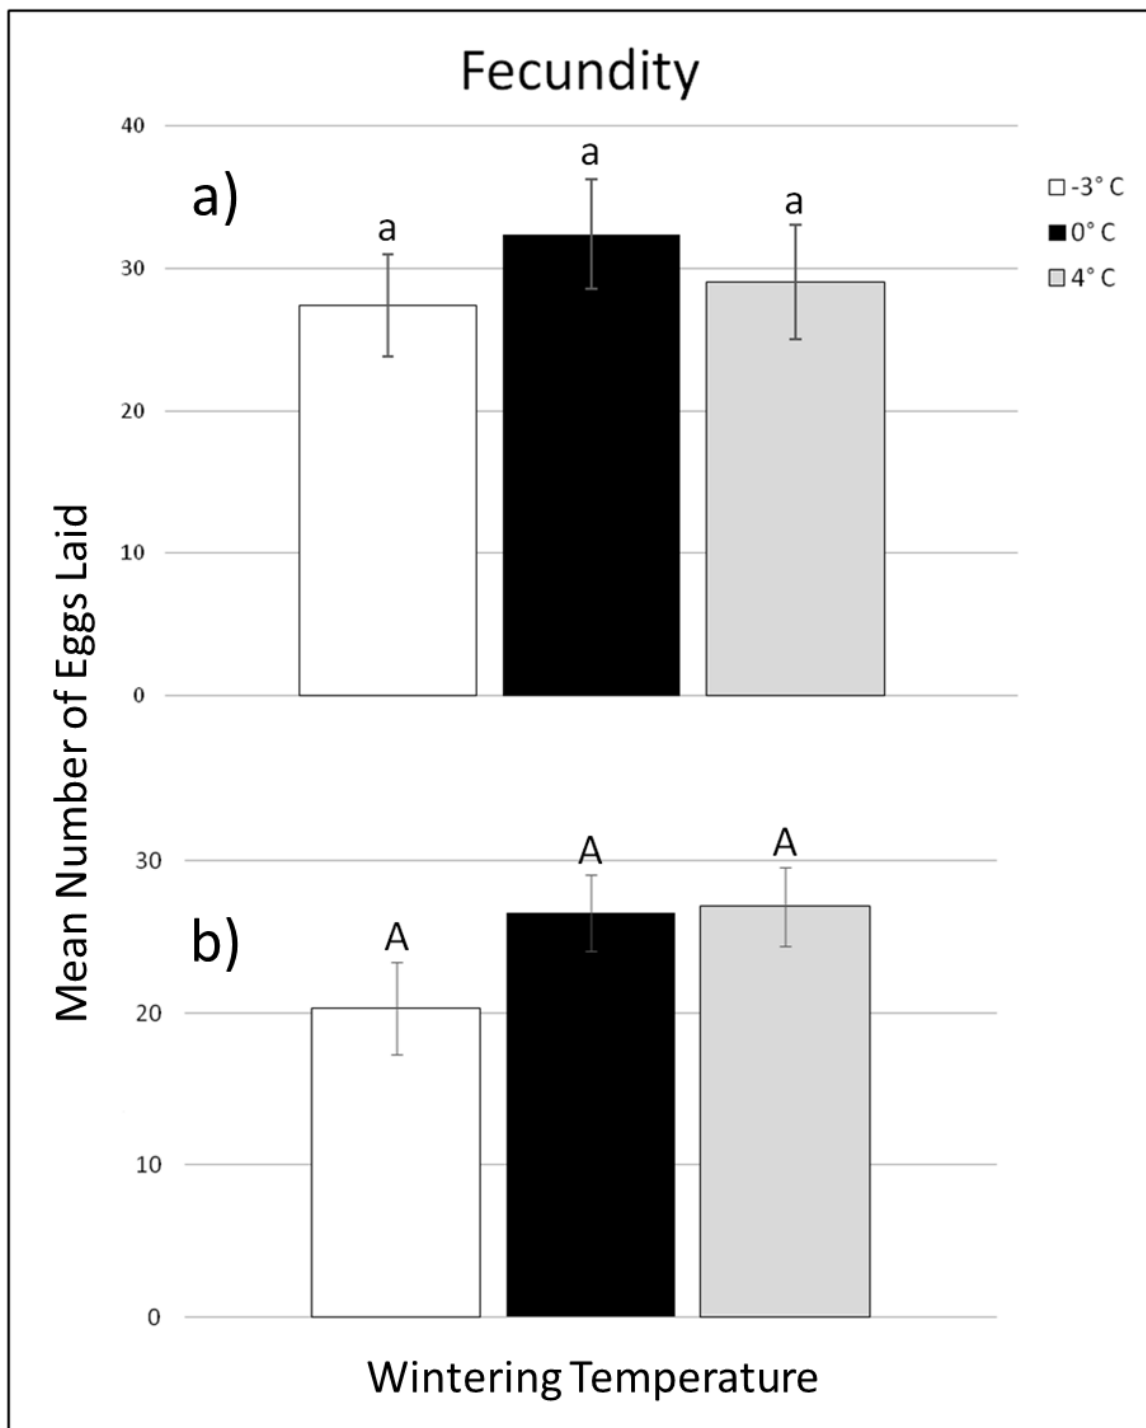 Fecundity
40
a
a)
a
a
-3° C
0° C
4° C
30
20
10
0
Mean Number of Eggs Laid
30
A
A
b)
A
20
10
0
Wintering Temperature